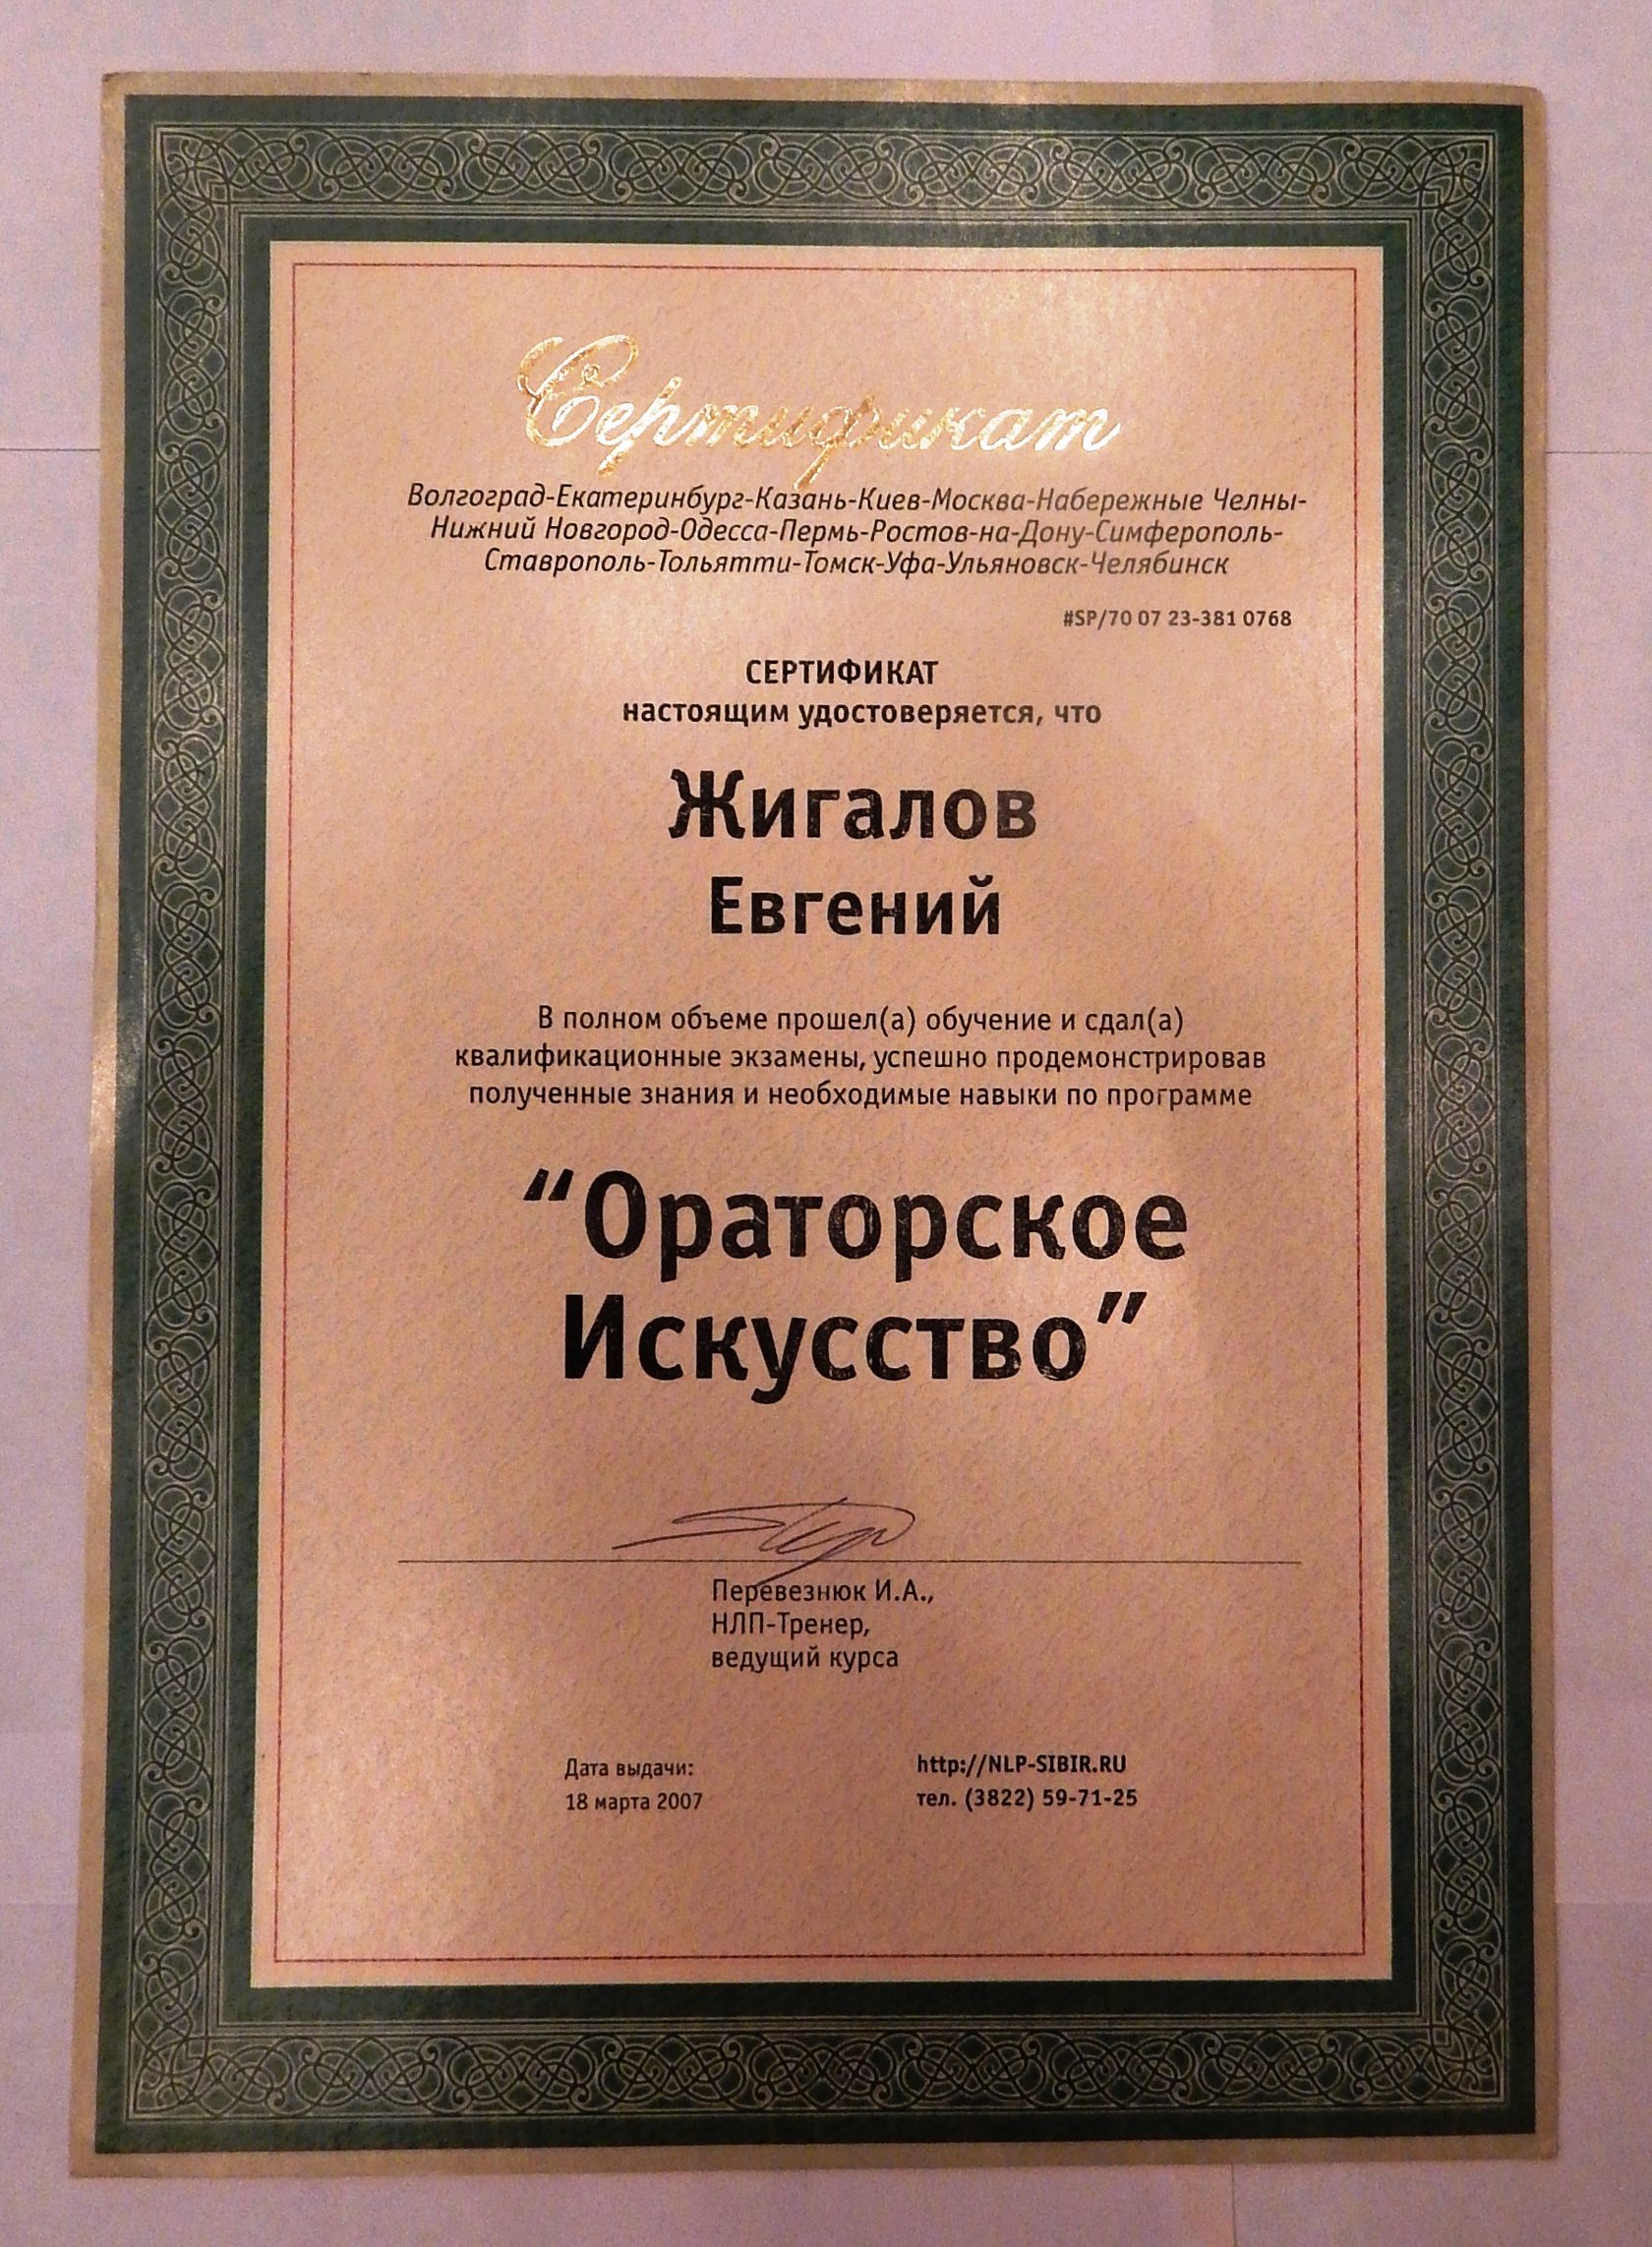 Сертификат
Волгоград-Екатеринбург-Казань-Киев-Москва-Набережные Челны-
Нижний Новгород-Одесса-Пермь-Ростов-на-Дону-Симферополь-
Ставрополь-Тольятти-Томск-Уфа-Ульяновск-Челябинск
#SP/70 07 23-381 0768
СЕРТИФИКАТ
настоящим удостоверяется, что
Жигалов
Евгений
В полном объеме прошел(а) обучение и сдал(а)
квалификационные экзамены, успешно продемонстрировав
полученные знания и необходимые навыки по программе
“Ораторское
Искусство”
Перевезнюк И.А.,
НЛП-Тренер,
ведущий курса
Дата выдачи:
18 марта 2007
http://NLP-SIBIR.RU
тел. (3822) 59-71-25